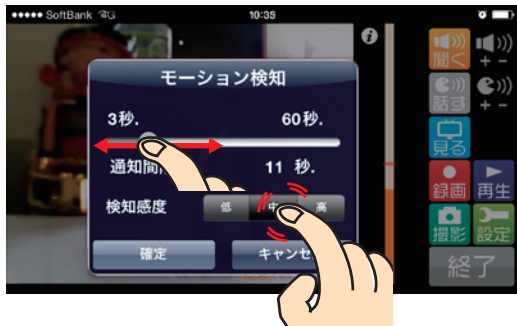 ●●●●● SoftBank 4G 10:35
モーション検知
3秒. 60秒.
通知間 11 秒.
検知感度 低 中 高
確定 キャンセ
聞く + -
話す + -
見る
録画 再生
撮影 設定
終了